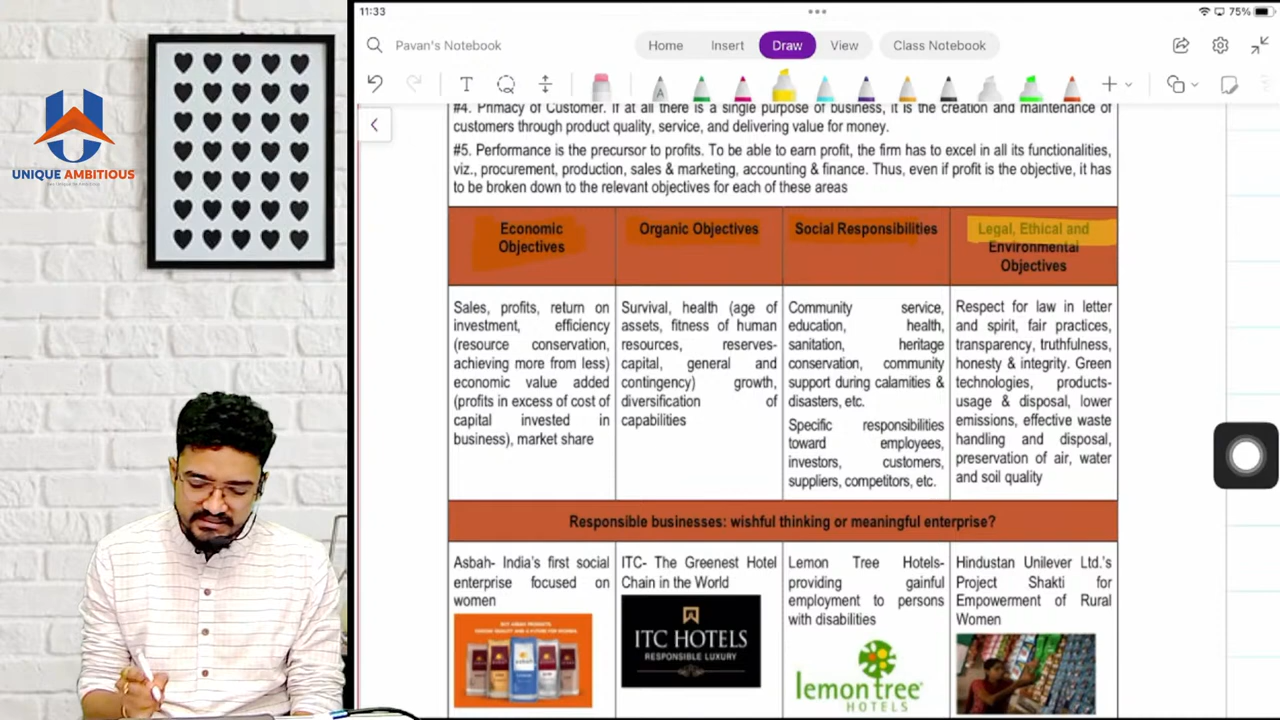 11:33
75%
Pavan's Notebook
Home
Insert
Draw
View
Class Notebook
UNIQUE AMBITIOUS
#4. Primacy of Customer. If at all there is a single purpose of business, it is the creation and maintenance of
customers through product quality, service, and delivering value for money.
#5. Performance is the precursor to profits. To be able to earn profit, the firm has to excel in all its functionalities,
viz., procurement, production, sales & marketing, accounting & finance. Thus, even if profit is the objective, it has
to be broken down to the relevant objectives for each of these areas
Economic
Objectives
Organic Objectives
Social Responsibilities
Legal, Ethical and
Environmental
Objectives
Sales, profits, return on
investment, efficiency
(resource conservation,
achieving more from less)
economic value added
(profits in excess of cost of
capital invested in
business), market share
Survival, health (age of
assets, fitness of human
resources, reserves-
capital, general and
contingency) growth,
diversification of
capabilities
Community service,
education, health,
sanitation, heritage
conservation, community
support during calamities &
disasters, etc.
Specific responsibilities
toward employees,
investors, customers,
suppliers, competitors, etc.
Respect for law in letter
and spirit, fair practices,
transparency, truthfulness,
honesty & integrity. Green
technologies, products-
usage & disposal, lower
emissions, effective waste
handling and disposal,
preservation of air, water
and soil quality
Responsible businesses: wishful thinking or meaningful enterprise?
Asbah- India's first social
enterprise focused on
women
ITC- The Greenest Hotel
Chain in the World
ITC HOTELS
RESPONSIBLE LUXURY
Lemon Tree Hotels-
providing gainful
employment to persons
with disabilities
lemon tree
HOTELS
Hindustan Unilever Ltd.'s
Project Shakti for
Empowerment of Rural
Women